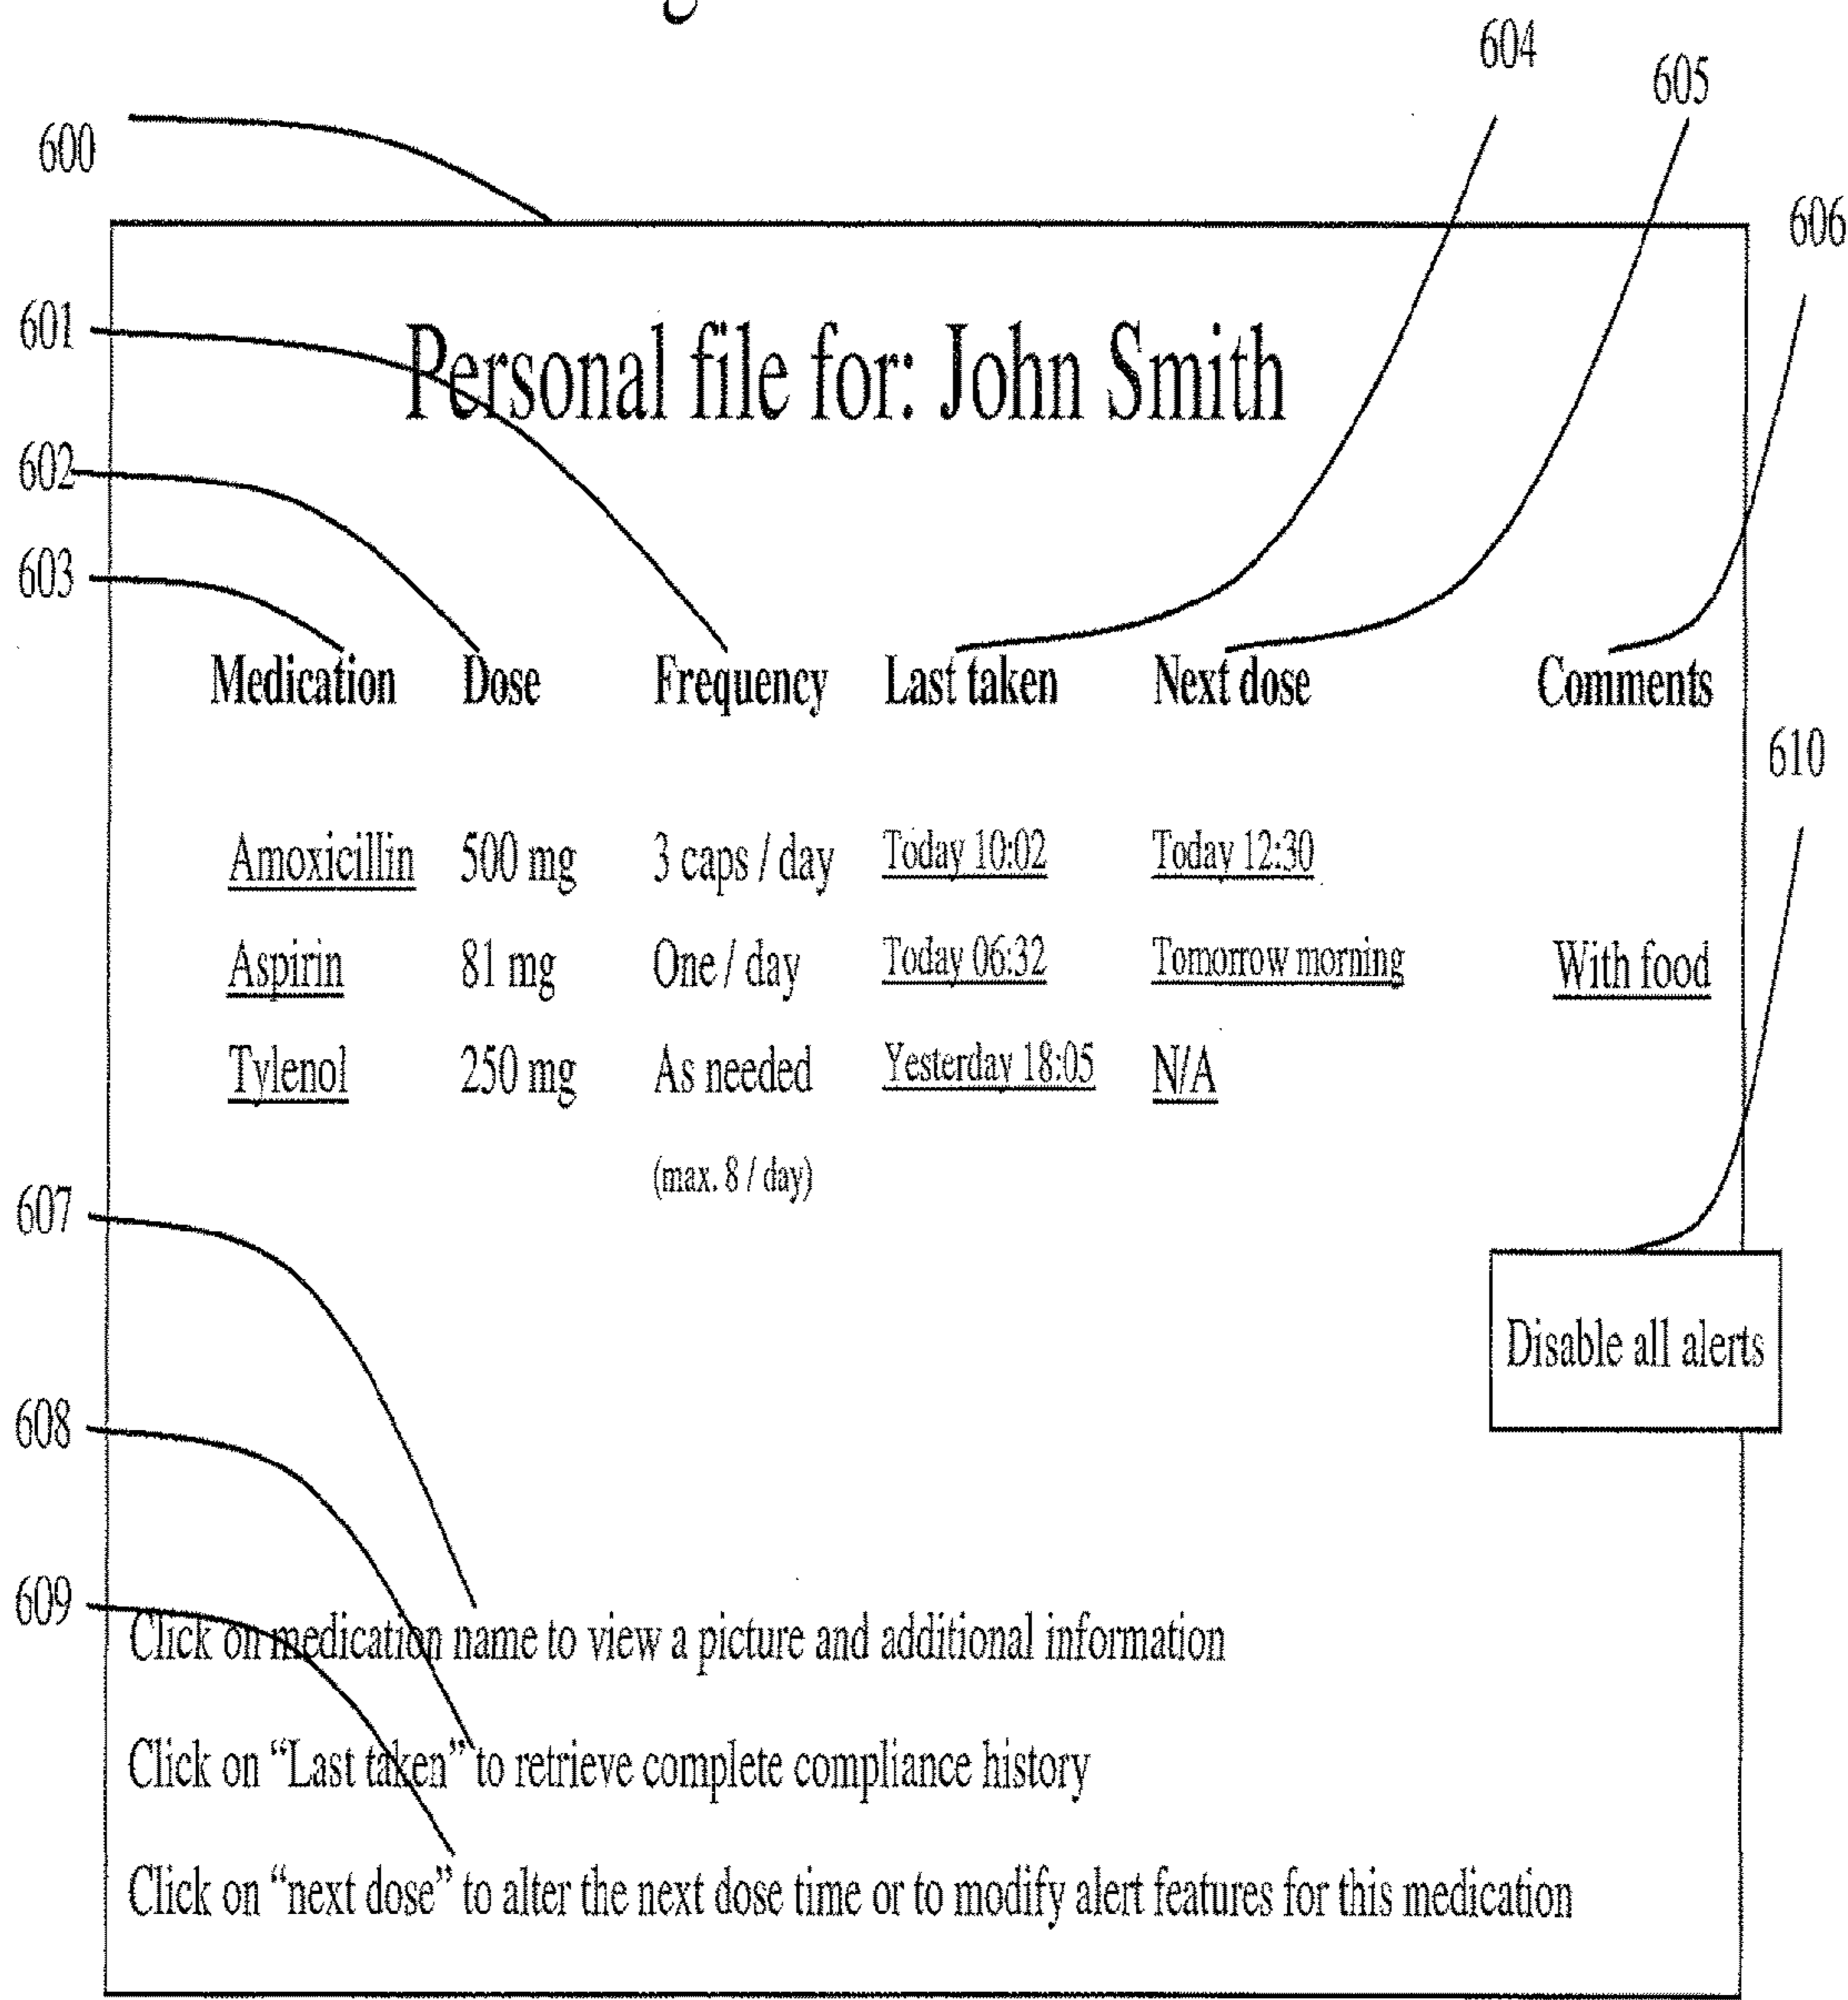 604
605
600
606
601
Personal file for: John Smith
602
603
Medication Dose Frequency Last taken Next dose Comments
610
Amoxicillin 500 mg 3 caps / day Today 10:02 Today 12:30
Aspirin 81 mg One / day Today 06:32 Tomorrow morning With food
Tylenol 250 mg As needed Yesterday 18:05 N/A
(max. 8 / day)
607
Disable all alerts
608
609
Click on medication name to view a picture and additional information
Click on “Last taken” to retrieve complete compliance history
Click on “next dose” to alter the next dose time or to modify alert features for this medication